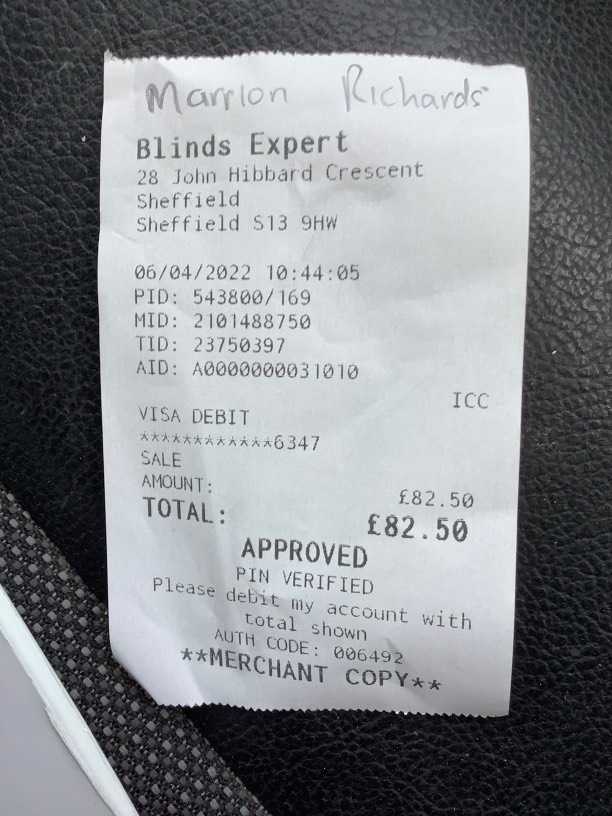 Marrion Richards
Blinds Expert
28 John Hibbard Crescent
Sheffield
Sheffield S13 9HW
06/04/2022 10:44:05
PID: 543800/169
MID: 2101488750
TID: 23750397
AID: A0000000031010
ICC
VISA DEBIT
************6347
SALE
AMOUNT: £82.50
TOTAL: £82.50
APPROVED
PIN VERIFIED
Please debit my account with
total shown
AUTH CODE: 006492
**MERCHANT COPY**